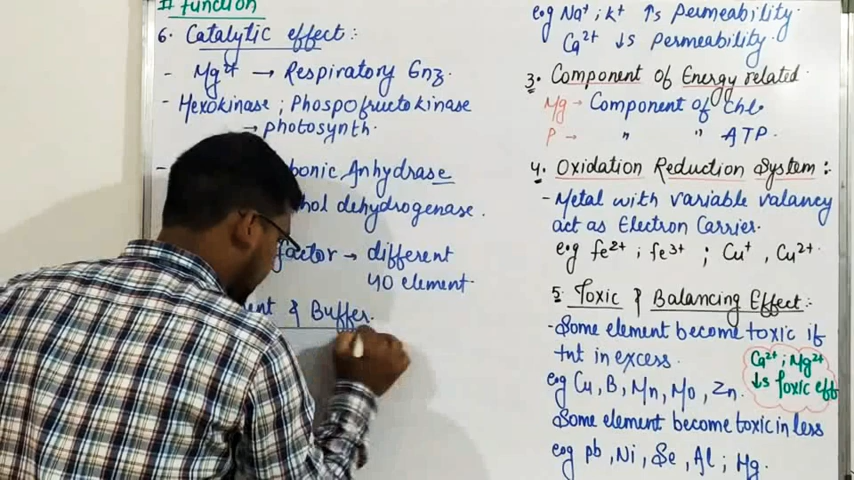 # function
6. Catalytic effect :
- Mg2+ → Respiratory Enz.
- Hexokinase ; Phospofructokinase
→ photosynth.
- bonic Anhydrase
hol dehydrogenase.
factor → different
40 element.
ent & Buffer.
eg Na+ ; K+ ↑s Permeability.
Ca2+ ↓s Permeability.
3. Component of Energy related
Mg → Component of Chl.
P → " " ATP.
4. Oxidation Reduction System :-
- Metal with variable valancy
act as Electron Carrier.
eg fe2+ ; fe3+ ; Cu+ , Cu2+.
5. Toxic & Balancing Effect :-
- Some element become toxic if
tnt in excess.
eg Cu, B, Mn, Mo, Zn.
Ca2+ ; Mg2+
↓s Toxic eff
Some element become toxic in less
eg pb, Ni, Se, Al ; Hg.